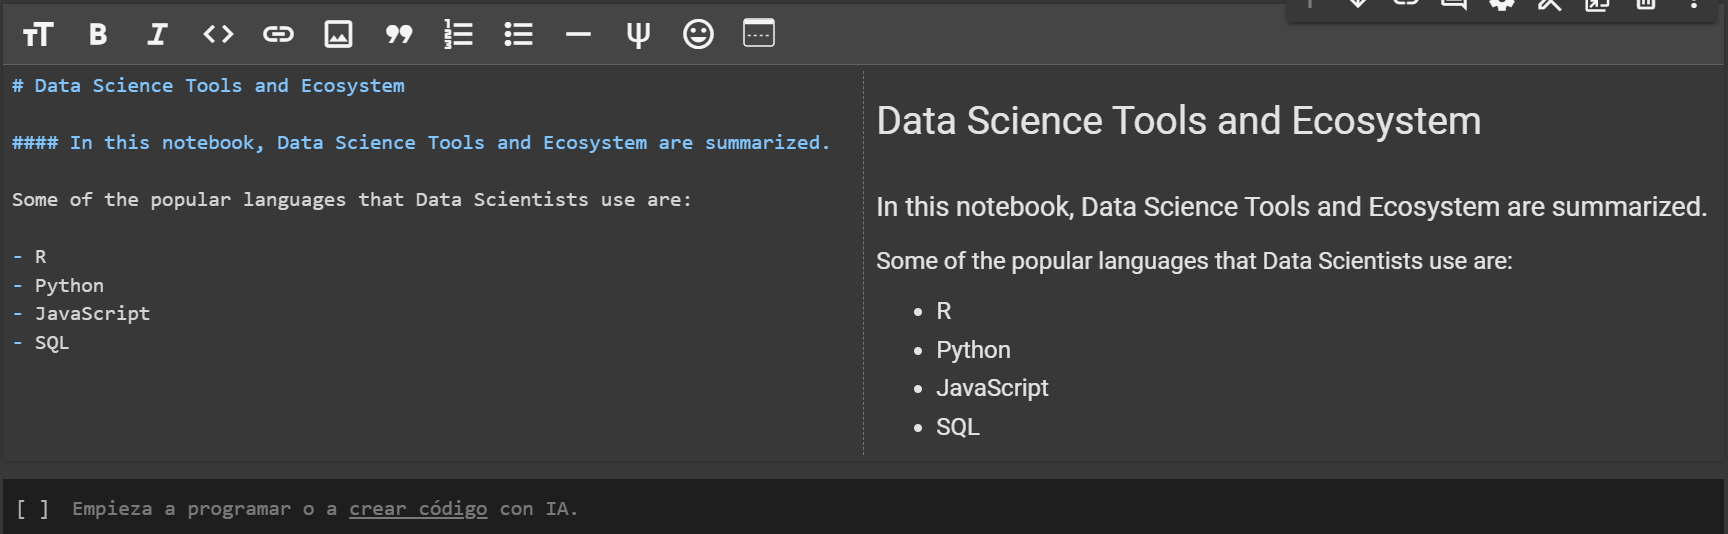 # Data Science Tools and Ecosystem
#### In this notebook, Data Science Tools and Ecosystem are summarized.
Some of the popular languages that Data Scientists use are:
- R
- Python
- JavaScript
- SQL
Data Science Tools and Ecosystem
In this notebook, Data Science Tools and Ecosystem are summarized.
Some of the popular languages that Data Scientists use are:
• R
• Python
• JavaScript
• SQL
[ ] Empieza a programar o a crear código con IA.